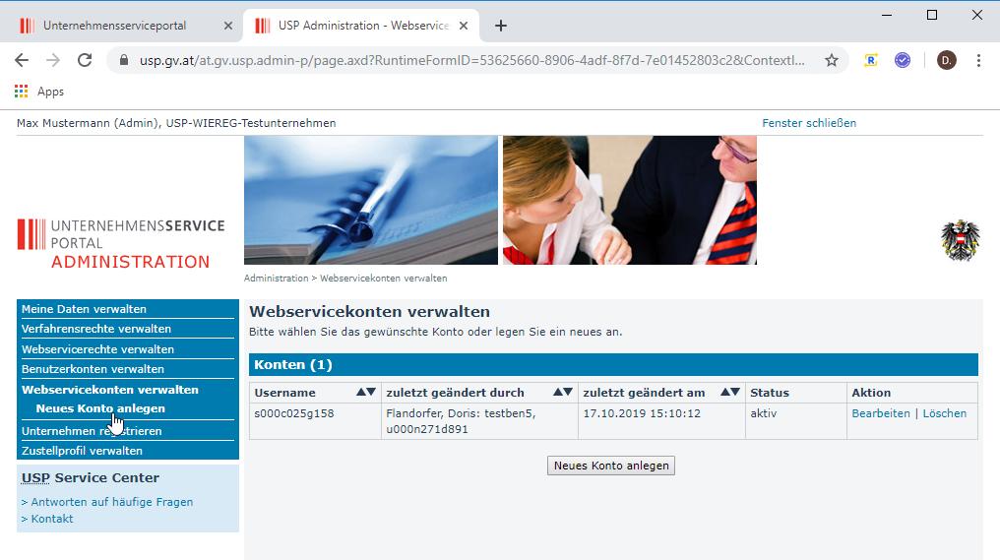 Unternehmensserviceportal
USP Administration - Webservice
usp.gv.at/at.gv.usp.admin-p/page.axd?RuntimeFormID=53625660-8906-4adf-8f7d-7e01452803c2&ContextI...
R
D.
Apps
Max Mustermann (Admin), USP-WIEREG-Testunternehmen
Fenster schließen
UNTERNEHMENSSERVICE
PORTAL
ADMINISTRATION
Administration > Webservicekonten verwalten
Meine Daten verwalten
Verfahrensrechte verwalten
Webservicerechte verwalten
Benutzerkonten verwalten
Webservicekonten verwalten
Neues Konto anlegen
Unternehmen registrieren
Zustellprofil verwalten
USP Service Center
> Antworten auf häufige Fragen
> Kontakt
Webservicekonten verwalten
Bitte wählen Sie das gewünschte Konto oder legen Sie ein neues an.
Konten (1)
Username zuletzt geändert durch zuletzt geändert am Status Aktion
s000c025g158 Flandorfer, Doris: testben5, 17.10.2019 15:10:12 aktiv Bearbeiten | Löschen
u000n271d891
Neues Konto anlegen